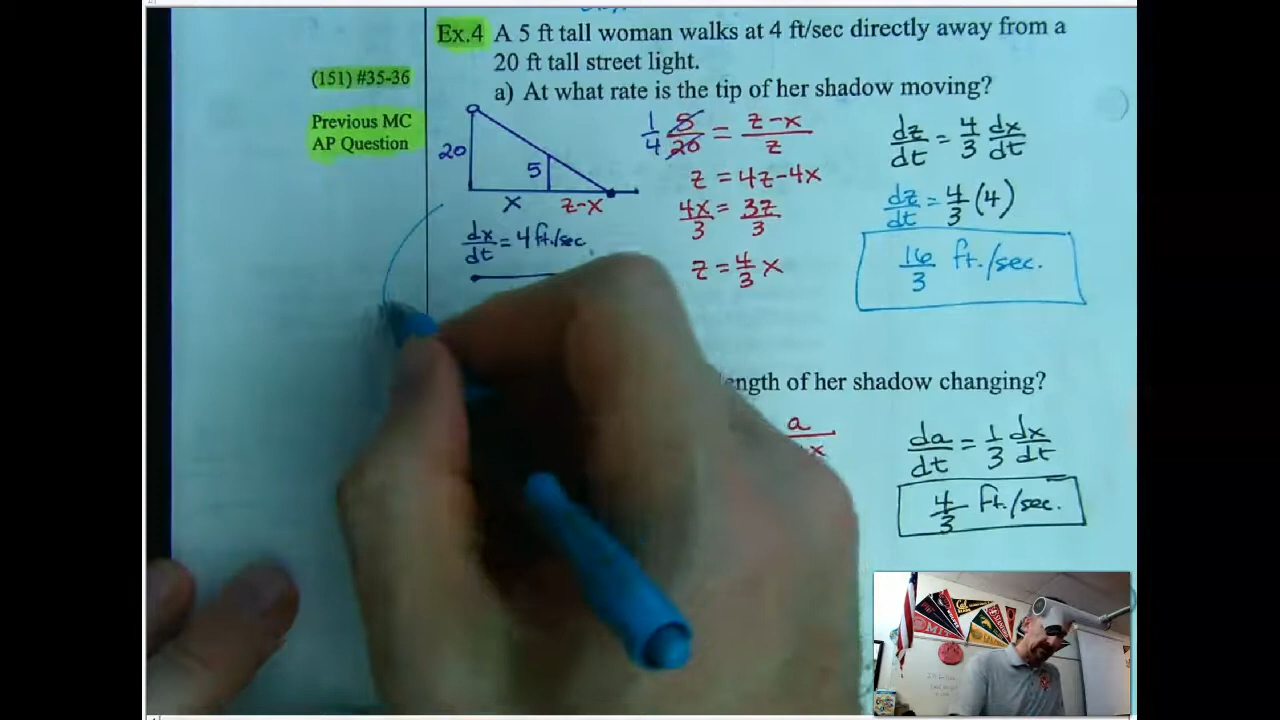 Ex.4 A 5 ft tall woman walks at 4 ft/sec directly away from a
20 ft tall street light.
(151) #35-36
a) At what rate is the tip of her shadow moving?
Previous MC
AP Question
20
5
x
z-x
dx/dt = 4 ft./sec.
1/4 5/20 = z-x/z
z = 4z-4x
4x/3 = 3z/3
z = 4/3 x
dz/dt = 4/3 dx/dt
dz/dt = 4/3 (4)
16/3 ft./sec.
length of her shadow changing?
a
x
da/dt = 1/3 dx/dt
4/3 ft./sec.
MIT
Cal